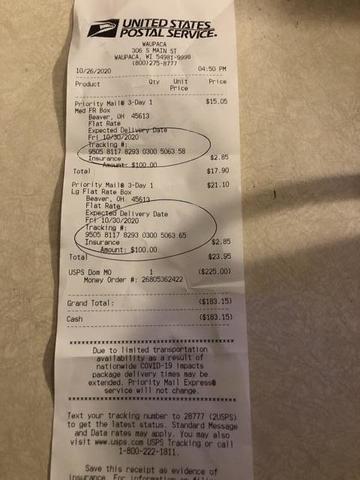 UNITED STATES
POSTAL SERVICE®
WAUPACA
306 S MAIN ST
WAUPACA, WI 54981-9998
(800)275-8777
10/26/2020 04:50 PM
Product Qty Unit Price
Price
Priority Mail® 3-Day 1 $15.05
Med FR Box
Beaver, OH 45613
Flat Rate
Expected Delivery Date
Fri 10/30/2020
Tracking #:
9505 8117 8293 0300 5063 58
Insurance $2.85
Amount: $100.00
Total $17.90
Priority Mail® 3-Day 1 $21.10
Lg Flat Rate Box
Beaver, OH 45613
Flat Rate
Expected Delivery Date
Fri 10/30/2020
Tracking #:
9505 8117 8293 0300 5063 65
Insurance $2.85
Amount: $100.00
Total $23.95
USPS Dom MO 1 ($225.00)
Money Order #: 26805362422
Grand Total: ($183.15)
Cash ($183.15)
Due to limited transportation
availability as a result of
nationwide COVID-19 impacts
package delivery times may be
extended. Priority Mail Express®
service will not change.
Text your tracking number to 28777 (2USPS)
to get the latest status. Standard Message
and Data rates may apply. You may also
visit www.usps.com USPS Tracking or call
1-800-222-1811.
Save this receipt as evidence of
insurance. For information on filing